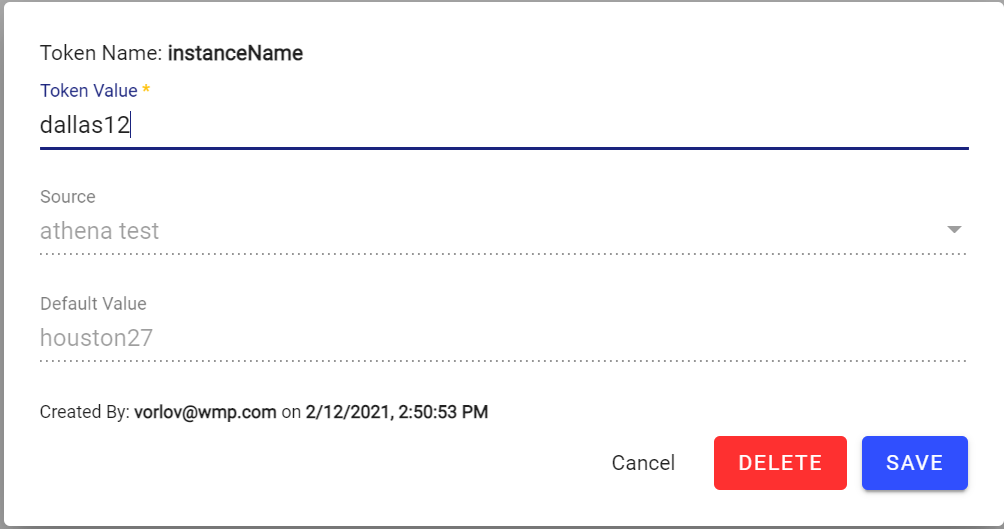 Token Name: instanceName
Token Value *
dallas12
Source
athena test
Default Value
houston27
Created By: vorlov@wmp.com on 2/12/2021, 2:50:53 PM
Cancel DELETE SAVE